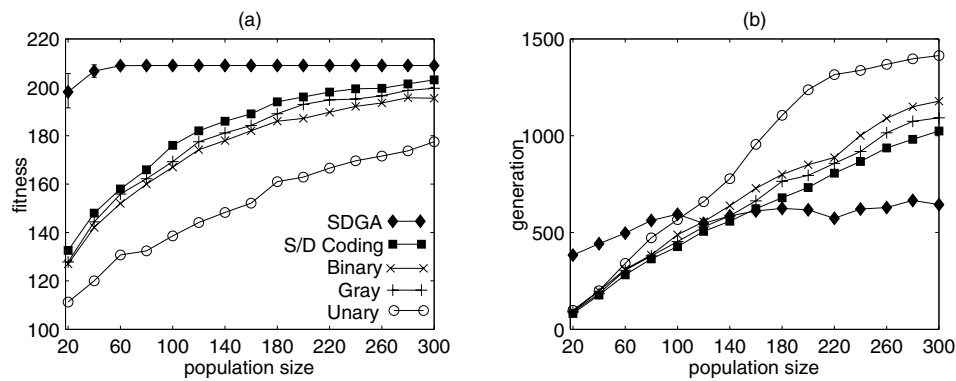 (a)
220
200
180
160
140
120
100
fitness
SDGA
S/D Coding
Binary
Gray
Unary
20 60 100 140 180 220 260 300
population size
(b)
1500
1000
500
0
generation
20 60 100 140 180 220 260 300
population size